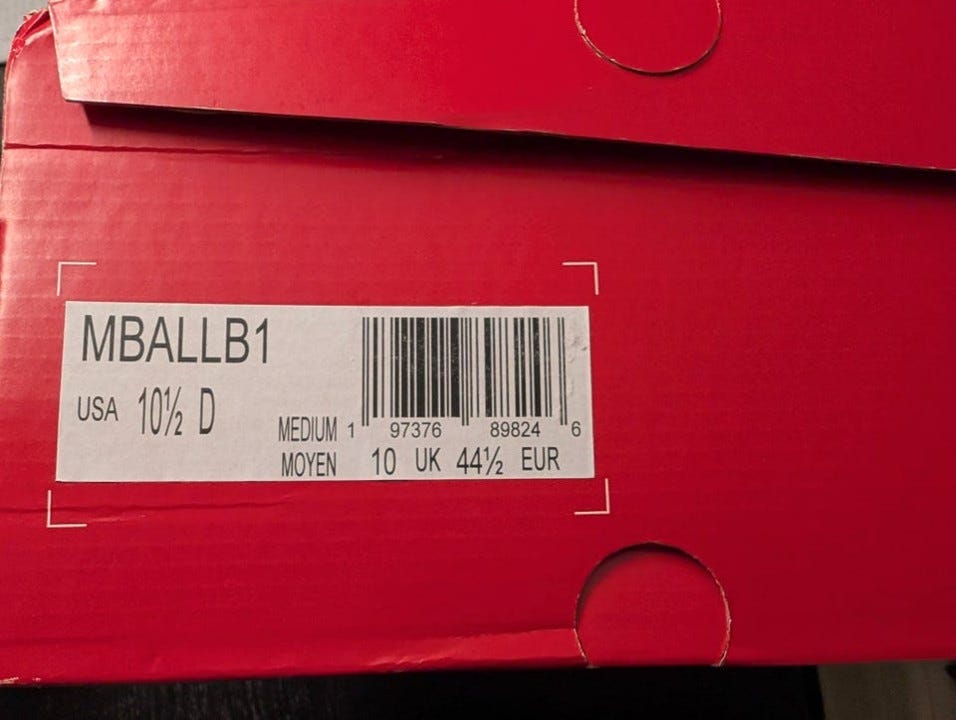 MBALLB1
USA 10½ D
MEDIUM 1 97376 89824 6
MOYEN 10 UK 44½ EUR